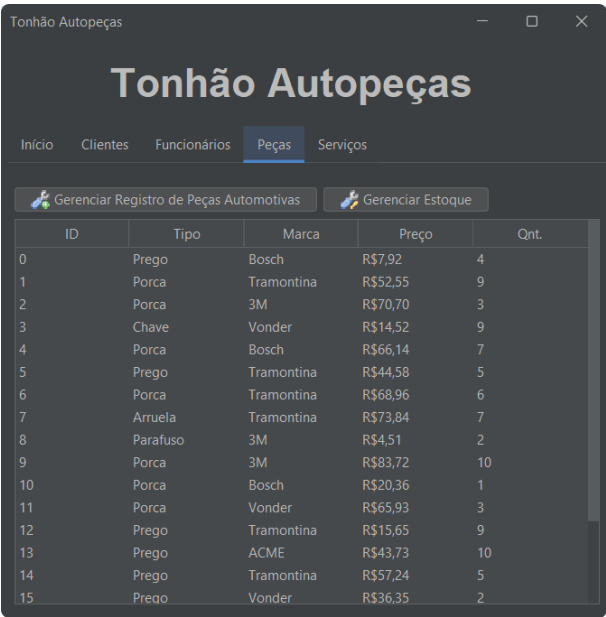 Tonhão Autopeças
Tonhão Autopeças
Início Clientes Funcionários Peças Serviços
Gerenciar Registro de Peças Automotivas Gerenciar Estoque
ID Tipo Marca Preço Qnt.
0 Prego Bosch R$7,92 4
1 Porca Tramontina R$52,55 9
2 Porca 3M R$70,70 3
3 Chave Vonder R$14,52 9
4 Porca Bosch R$66,14 7
5 Prego Tramontina R$44,58 5
6 Porca Tramontina R$68,96 6
7 Arruela Tramontina R$73,84 7
8 Parafuso 3M R$4,51 2
9 Porca 3M R$83,72 10
10 Porca Bosch R$20,36 1
11 Porca Vonder R$65,93 3
12 Prego Tramontina R$15,65 9
13 Prego ACME R$43,73 10
14 Prego Tramontina R$57,24 5
15 Prego Vonder R$36,35 2